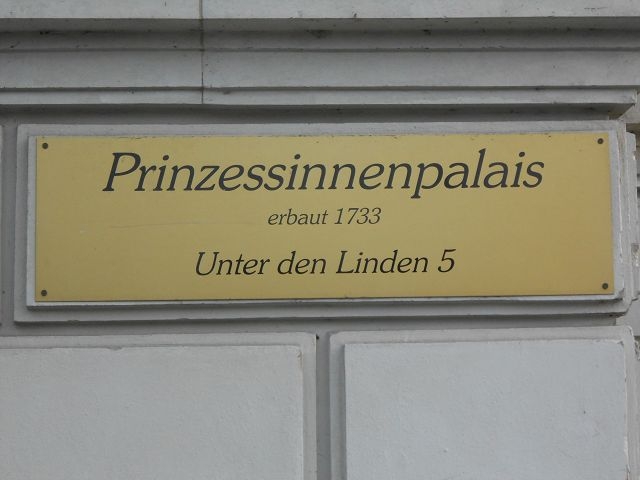 Prinzessinnenpalais
erbaut 1733
Unter den Linden 5